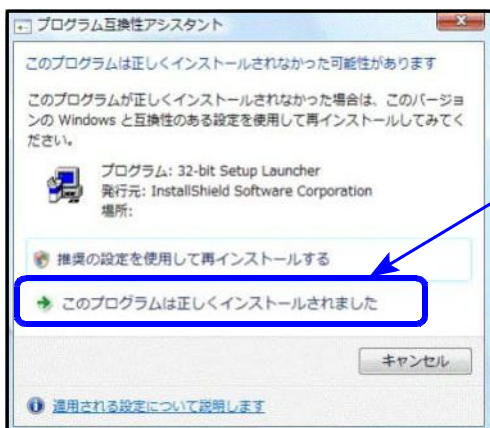 プログラム互換性アシスタント
このプログラムは正しくインストールされなかった可能性があります
このプログラムが正しくインストールされなかった場合は、このバージョ
ンの Windows と互換性のある設定を使用して再インストールしてみてく
ださい。
プログラム: 32-bit Setup Launcher
発行元: InstallShield Software Corporation
場所:
推奨の設定を使用して再インストールする
このプログラムは正しくインストールされました
キャンセル
適用される設定について説明します